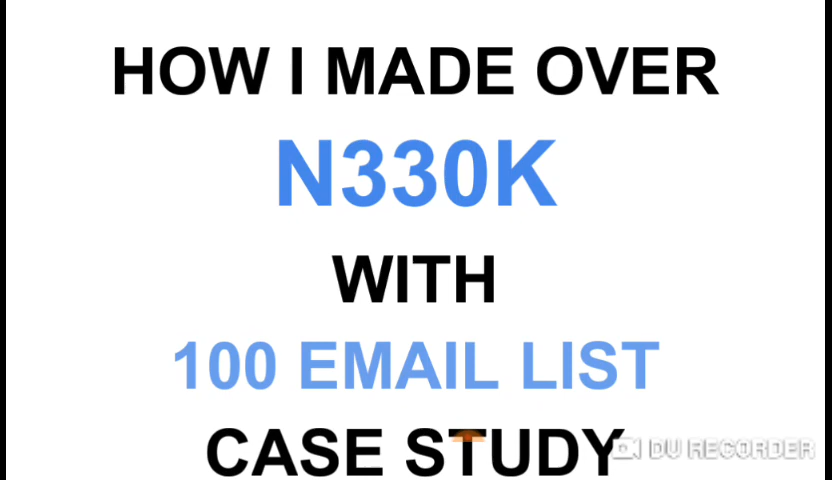 HOW I MADE OVER
N330K
WITH
100 EMAIL LIST
CASE STUDY
DU RECORDER